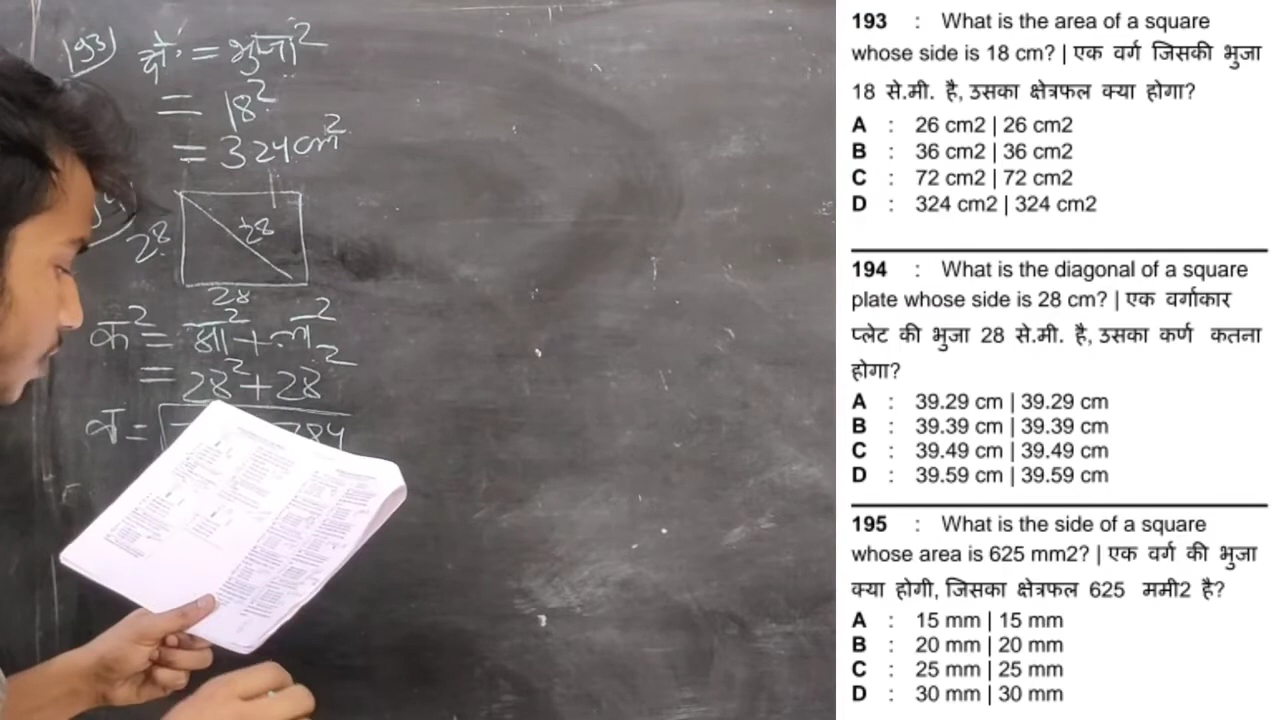 193) क्षे. = भुजा²
= 18²
= 324cm²
28
28
28
क² = आ² + ल²
= 28² + 28²
784
193 : What is the area of a square
whose side is 18 cm? | एक वर्ग जिसकी भुजा
18 से.मी. है, उसका क्षेत्रफल क्या होगा?
A : 26 cm2 | 26 cm2
B : 36 cm2 | 36 cm2
C : 72 cm2 | 72 cm2
D : 324 cm2 | 324 cm2
194 : What is the diagonal of a square
plate whose side is 28 cm? | एक वर्गाकार
प्लेट की भुजा 28 से.मी. है, उसका कर्ण कतना
होगा?
A : 39.29 cm | 39.29 cm
B : 39.39 cm | 39.39 cm
C : 39.49 cm | 39.49 cm
D : 39.59 cm | 39.59 cm
195 : What is the side of a square
whose area is 625 mm2? | एक वर्ग की भुजा
क्या होगी, जिसका क्षेत्रफल 625 ममी2 है?
A : 15 mm | 15 mm
B : 20 mm | 20 mm
C : 25 mm | 25 mm
D : 30 mm | 30 mm